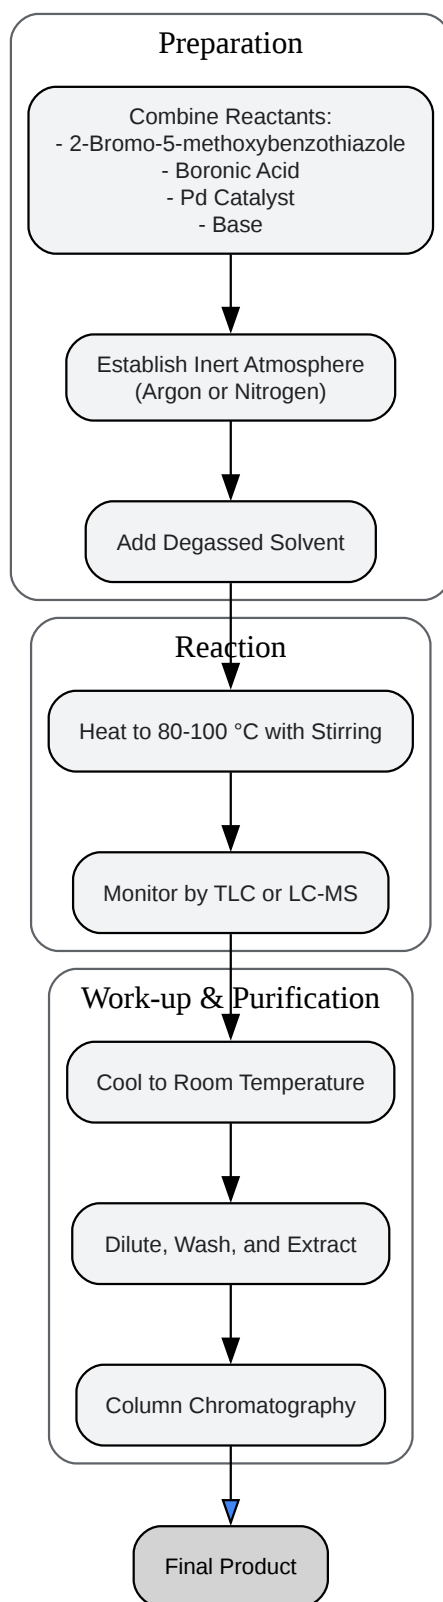 Preparation
Combine Reactants:
- 2-Bromo-5-methoxybenzothiazole
- Boronic Acid
- Pd Catalyst
- Base
Establish Inert Atmosphere
(Argon or Nitrogen)
Add Degassed Solvent
Reaction
Heat to 80-100 °C with Stirring
Monitor by TLC or LC-MS
Work-up & Purification
Cool to Room Temperature
Dilute, Wash, and Extract
Column Chromatography
Final Product